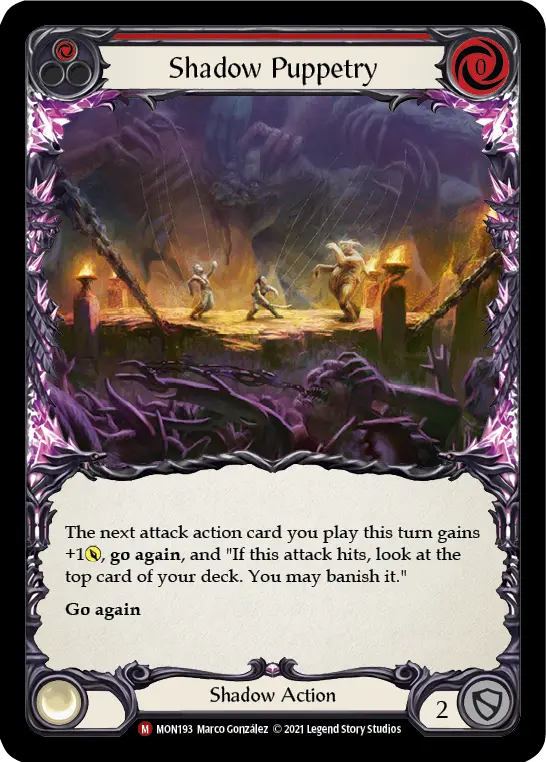 Shadow Puppetry
0
The next attack action card you play this turn gains
+1, go again, and "If this attack hits, look at the
top card of your deck. You may banish it."
Go again
Shadow Action
2
M MON193 Marco González © 2021 Legend Story Studios